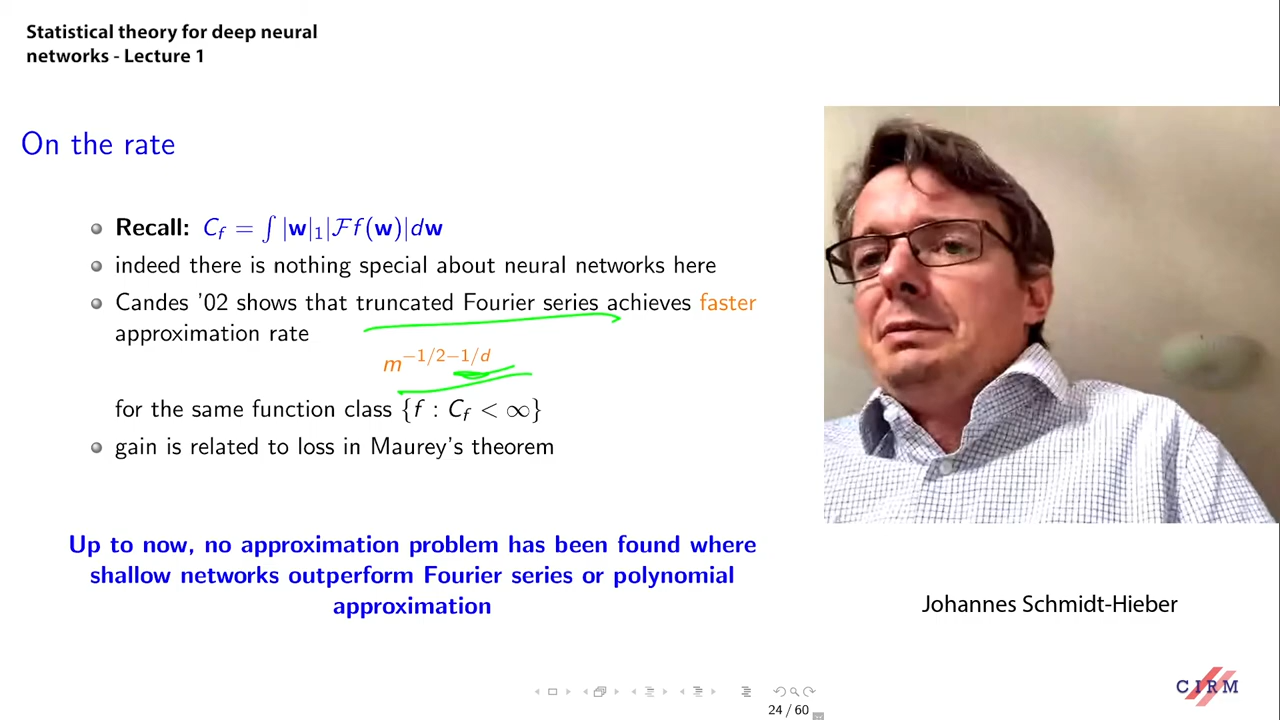 Statistical theory for deep neural
networks - Lecture 1
On the rate
Recall: C_f = ∫ |w|₁|ℱf(w)|dw
indeed there is nothing special about neural networks here
Candes '02 shows that truncated Fourier series achieves faster
approximation rate
m^{-1/2-1/d}
for the same function class {f : C_f < ∞}
gain is related to loss in Maurey's theorem
Up to now, no approximation problem has been found where
shallow networks outperform Fourier series or polynomial
approximation
Johannes Schmidt-Hieber
CIRM
24 / 60